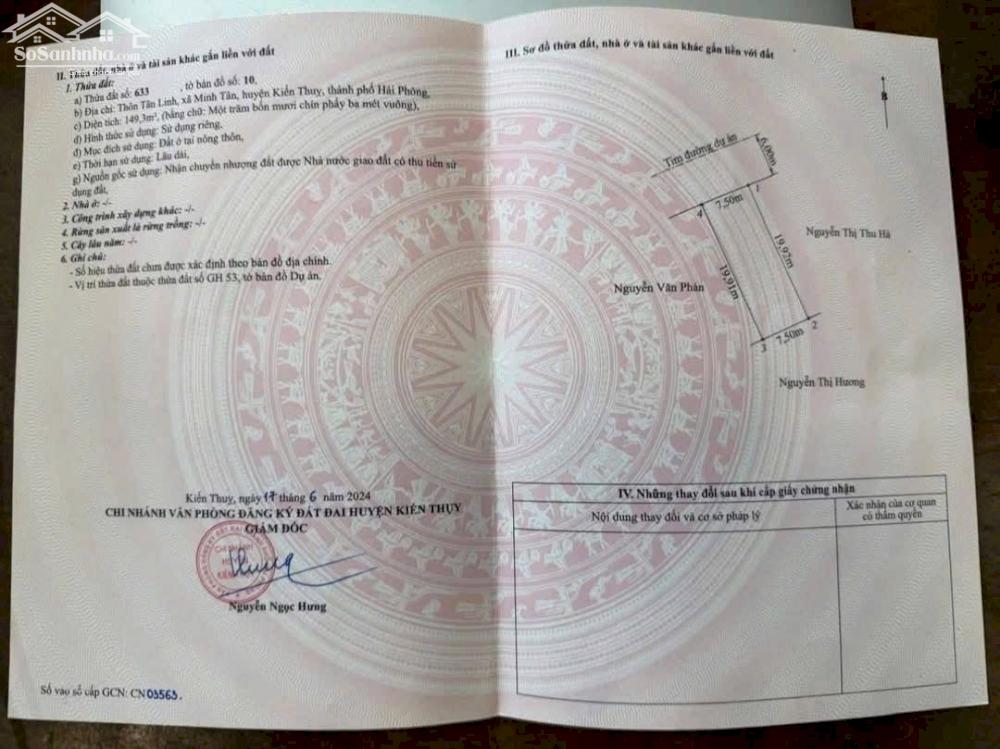 SoSanhnha.com
II. Thửa đất, nhà ở và tài sản khác gắn liền với đất
1. Thửa đất:
a) Thửa đất số: 633 , tờ bản đồ số: 10,
b) Địa chỉ: Thôn Tân Linh, xã Minh Tân, huyện Kiến Thụy, thành phố Hải Phòng,
c) Diện tích: 149,3m², (bằng chữ: Một trăm bốn mươi chín phẩy ba mét vuông),
d) Hình thức sử dụng: Sử dụng riêng,
đ) Mục đích sử dụng: Đất ở tại nông thôn,
e) Thời hạn sử dụng: Lâu dài,
g) Nguồn gốc sử dụng: Nhận chuyển nhượng đất được Nhà nước giao đất có thu tiền sử
dụng đất,
2. Nhà ở: -/-
3. Công trình xây dựng khác: -/-
4. Rừng sản xuất là rừng trồng: -/-
5. Cây lâu năm: -/-
6. Ghi chú:
- Số hiệu thửa đất chưa được xác định theo bản đồ địa chính.
- Vị trí thửa đất thuộc thửa đất số GH 53, tờ bản đồ Dự án.
Kiến Thụy, ngày 17 tháng 6 năm 2024
CHI NHÁNH VĂN PHÒNG ĐĂNG KÝ ĐẤT ĐAI HUYỆN KIẾN THỤY
GIÁM ĐỐC
Nguyễn Ngọc Hưng
Số vào sổ cấp GCN: CN 03563.
III. Sơ đồ thửa đất, nhà ở và tài sản khác gắn liền với đất
B
Tim đường dự án
6,00m
1
7,50m
4
Nguyễn Thị Thu Hà
19,92m
19,91m
Nguyễn Văn Phán
2
7,50m
3
Nguyễn Thị Hương
IV. Những thay đổi sau khi cấp giấy chứng nhận
Nội dung thay đổi và cơ sở pháp lý
Xác nhận của cơ quan
có thẩm quyền